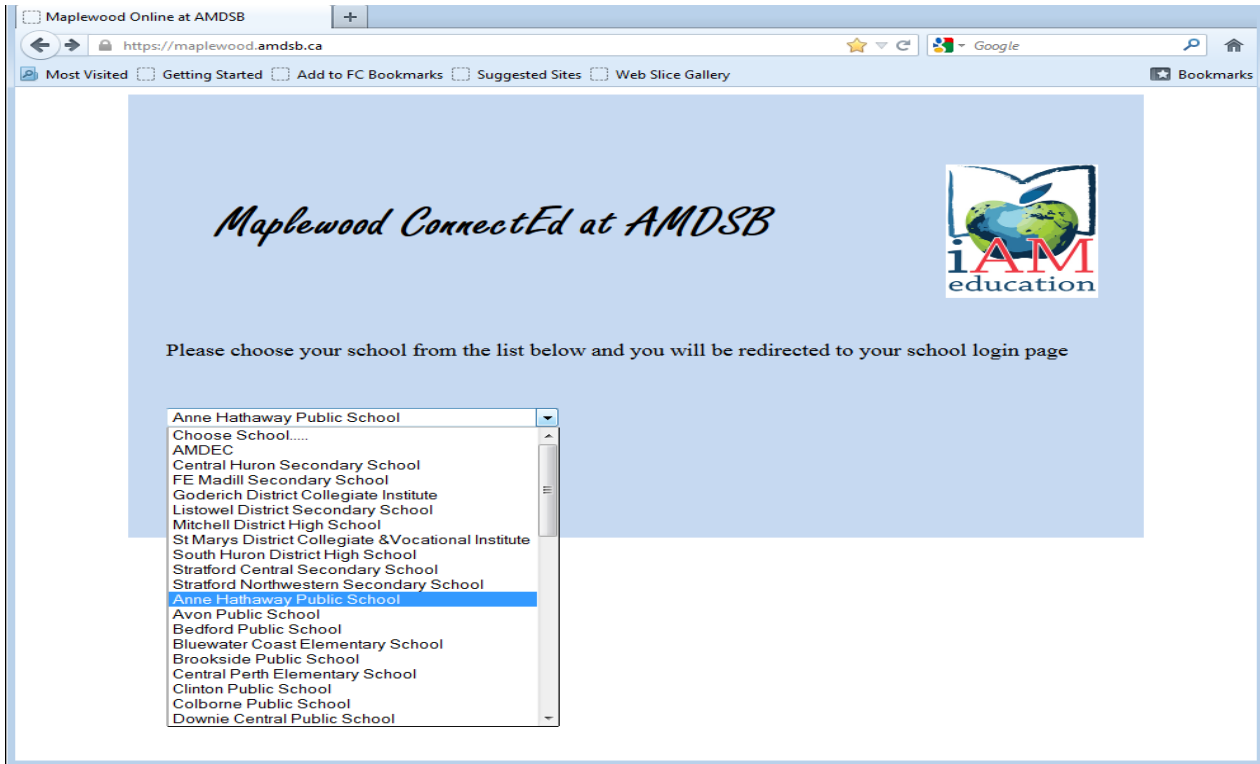 Maplewood Online at AMDSB
https://maplewood.amdsb.ca
Google
Most Visited Getting Started Add to FC Bookmarks Suggested Sites Web Slice Gallery Bookmarks
Maplewood ConnectEd at AMDSB
iAM
education
Please choose your school from the list below and you will be redirected to your school login page
Anne Hathaway Public School
Choose School.....
AMDEC
Central Huron Secondary School
FE Madill Secondary School
Goderich District Collegiate Institute
Listowel District Secondary School
Mitchell District High School
St Marys District Collegiate &Vocational Institute
South Huron District High School
Stratford Central Secondary School
Stratford Northwestern Secondary School
Anne Hathaway Public School
Avon Public School
Bedford Public School
Bluewater Coast Elementary School
Brookside Public School
Central Perth Elementary School
Clinton Public School
Colborne Public School
Downie Central Public School